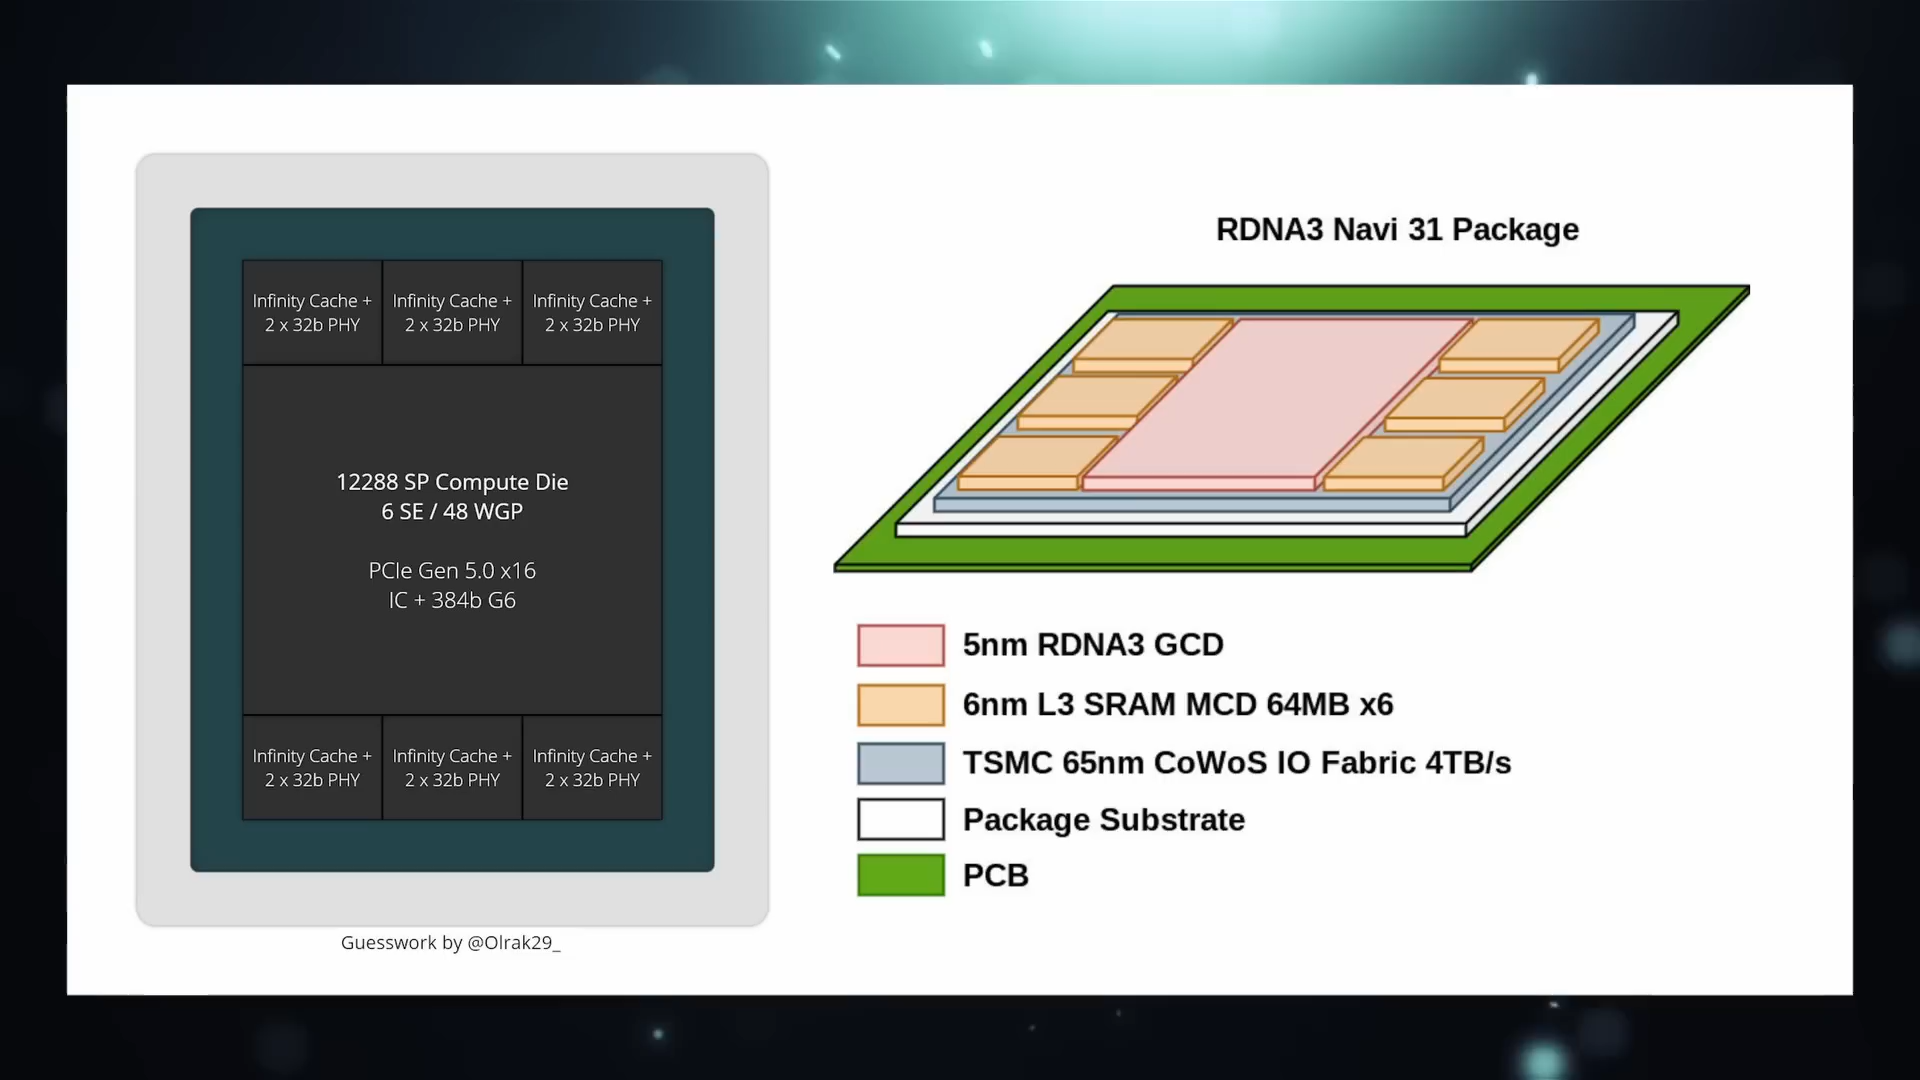 Infinity Cache +
2 x 32b PHY
Infinity Cache +
2 x 32b PHY
Infinity Cache +
2 x 32b PHY
12288 SP Compute Die
6 SE / 48 WGP
PCIe Gen 5.0 x16
IC + 384b G6
Infinity Cache +
2 x 32b PHY
Infinity Cache +
2 x 32b PHY
Infinity Cache +
2 x 32b PHY
Guesswork by @Olrak29_
RDNA3 Navi 31 Package
5nm RDNA3 GCD
6nm L3 SRAM MCD 64MB x6
TSMC 65nm CoWoS IO Fabric 4TB/s
Package Substrate
PCB